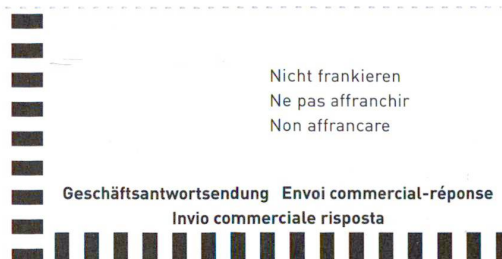 Nicht frankieren
Ne pas affranchir
Non affrancare
Geschäftsantwortsendung Envoi commercial-réponse
Invio commerciale risposta